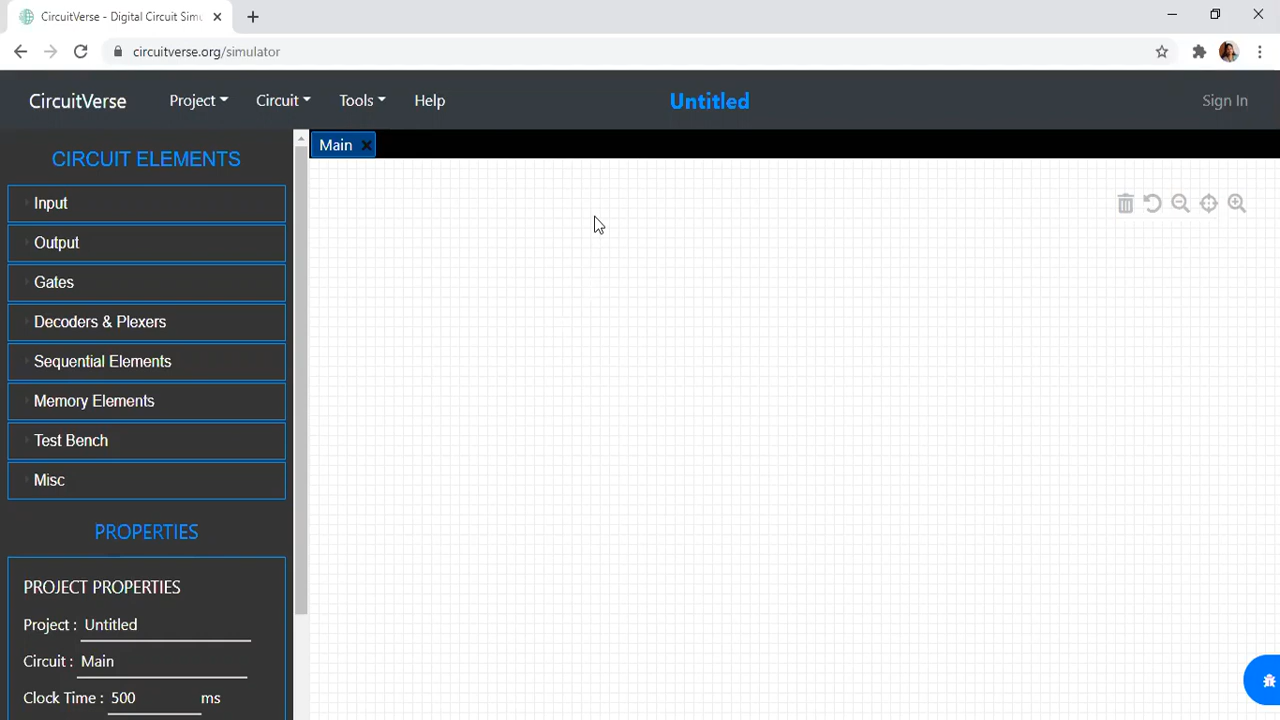 CircuitVerse - Digital Circuit Simu
circuitverse.org/simulator
CircuitVerse Project Circuit Tools Help Untitled Sign In
CIRCUIT ELEMENTS
Main
Input
Output
Gates
Decoders & Plexers
Sequential Elements
Memory Elements
Test Bench
Misc
PROPERTIES
PROJECT PROPERTIES
Project : Untitled
Circuit : Main
Clock Time : 500 ms